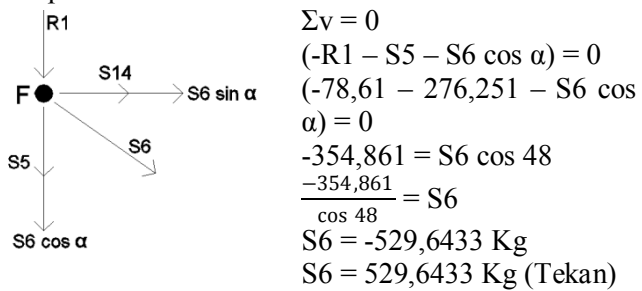 R1
S14
F
S6 sin α
S6
S5
S6 cos α
Σv = 0
(-R1 – S5 – S6 cos α) = 0
(-78,61 – 276,251 – S6 cos
α) = 0
-354,861 = S6 cos 48
−354,861
cos 48
= S6
S6 = -529,6433 Kg
S6 = 529,6433 Kg (Tekan)